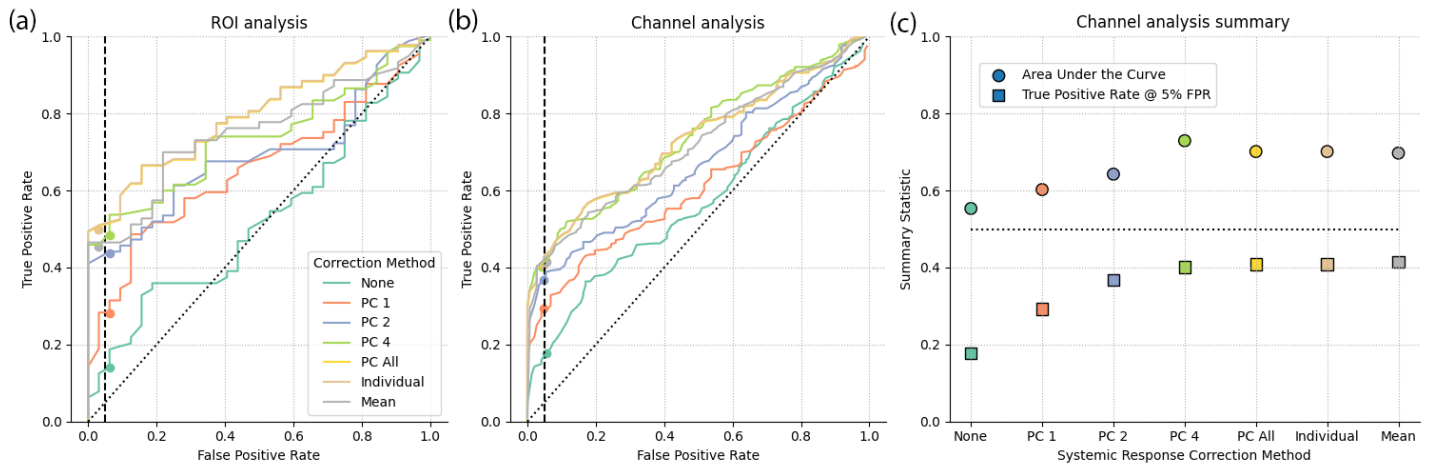 (a)
ROI analysis
True Positive Rate
1.0
0.8
0.6
0.4
0.2
0.0
0.0 0.2 0.4 0.6 0.8 1.0
False Positive Rate
Correction Method
None
PC 1
PC 2
PC 4
PC All
Individual
Mean
(b)
Channel analysis
True Positive Rate
1.0
0.8
0.6
0.4
0.2
0.0
0.0 0.2 0.4 0.6 0.8 1.0
False Positive Rate
(c)
Channel analysis summary
Summary Statistic
1.0
0.8
0.6
0.4
0.2
0.0
Area Under the Curve
True Positive Rate @ 5% FPR
None PC 1 PC 2 PC 4 PC All Individual Mean
Systemic Response Correction Method